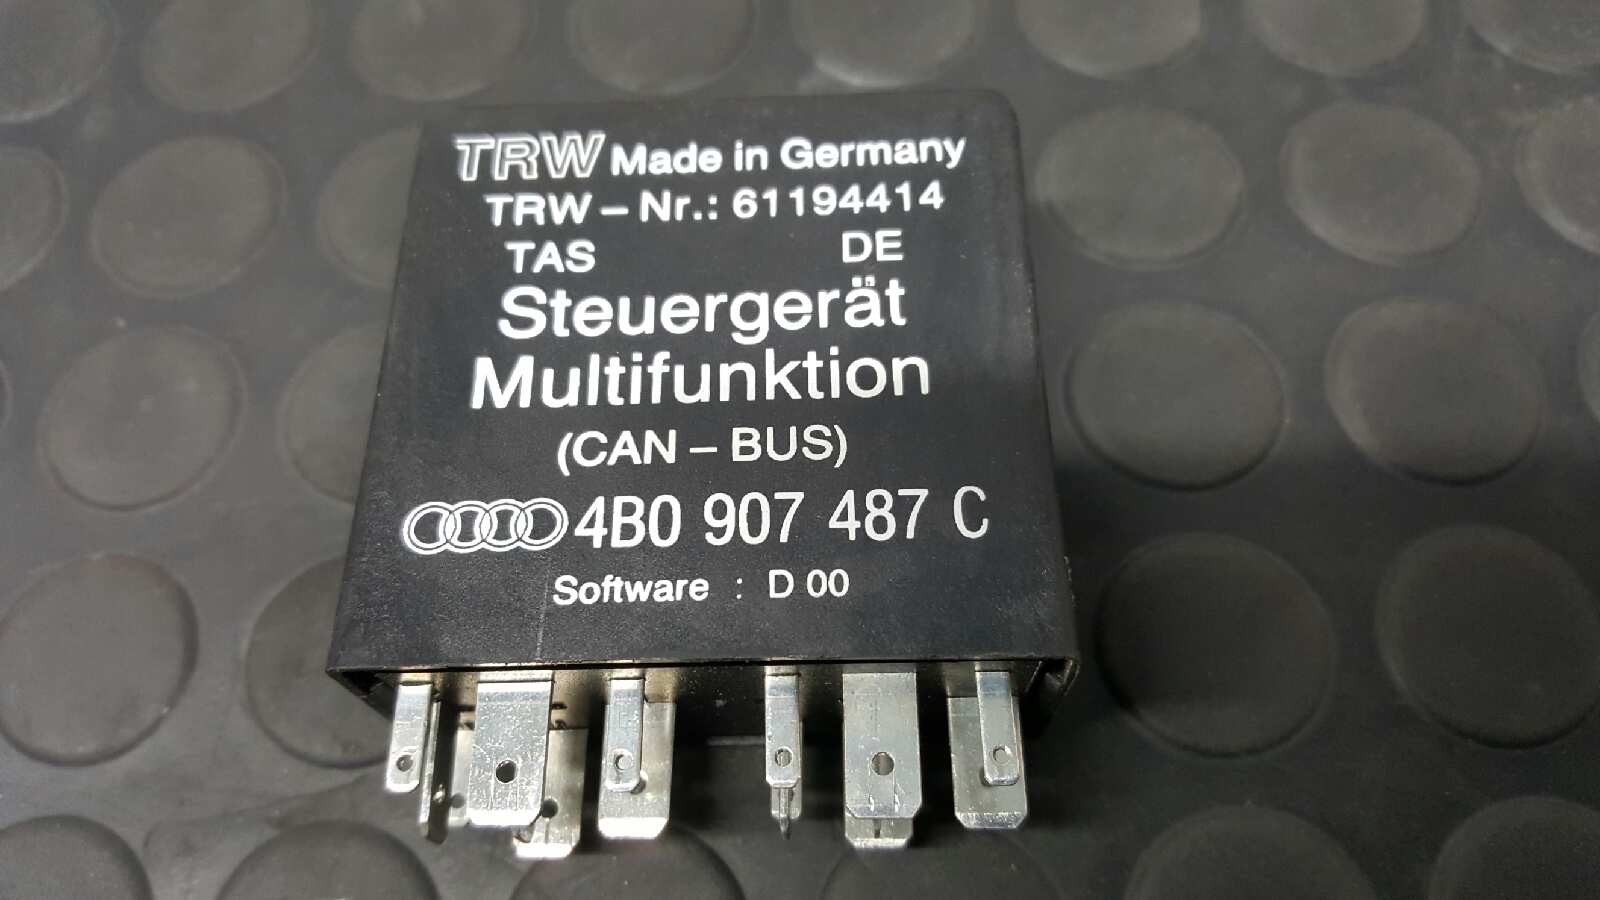 TRW Made in Germany
TRW – Nr.: 61194414
TAS DE
Steuergerät
Multifunktion
(CAN – BUS)
4B0 907 487 C
Software : D 00